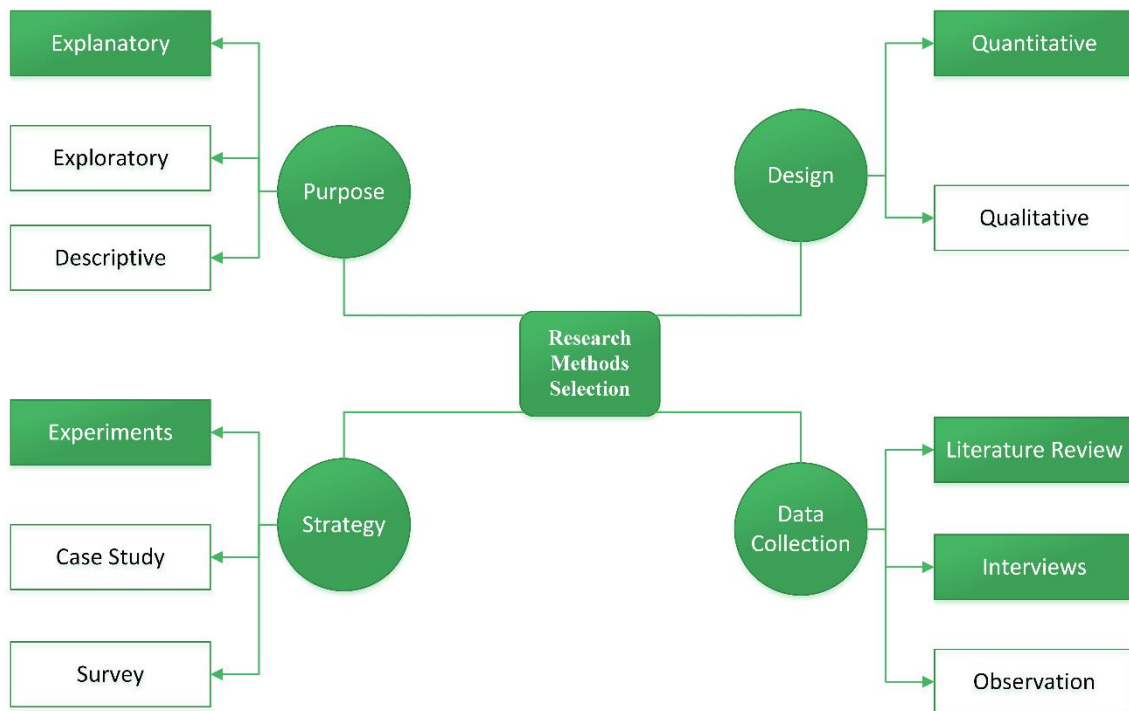 Explanatory
Exploratory
Descriptive
Purpose
Quantitative
Qualitative
Design
Research
Methods
Selection
Experiments
Case Study
Survey
Strategy
Literature Review
Interviews
Observation
Data
Collection